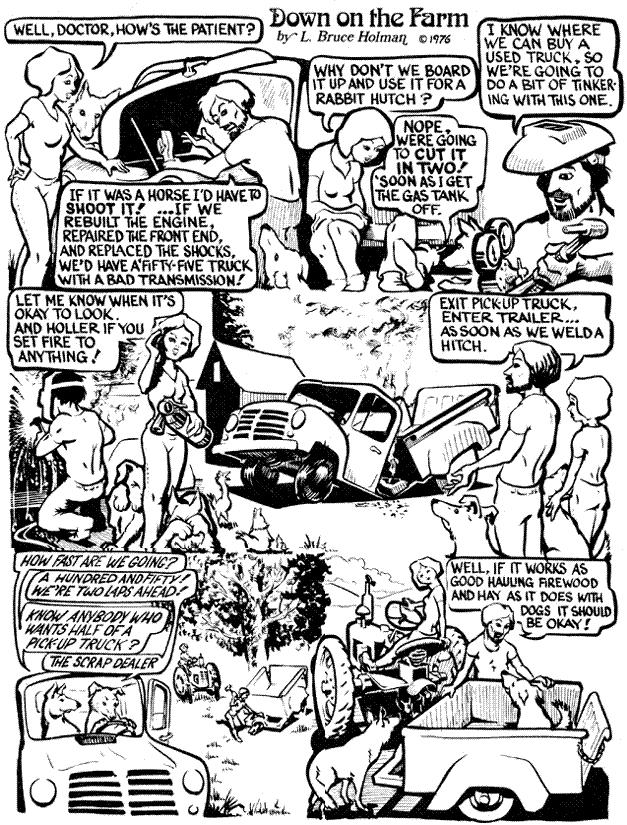 Down on the Farm
by L. Bruce Holman © 1976
WELL, DOCTOR, HOW'S THE PATIENT?
IF IT WAS A HORSE I'D HAVE TO
SHOOT IT! ...IF WE
REBUILT THE ENGINE,
REPAIRED THE FRONT END,
AND REPLACED THE SHOCKS,
WE'D HAVE A 'FIFTY-FIVE TRUCK
WITH A BAD TRANSMISSION!
WHY DON'T WE BOARD
IT UP AND USE IT FOR A
RABBIT HUTCH?
NOPE,
WERE GOING
TO CUT IT
IN TWO!
'SOON AS I GET
THE GAS TANK
OFF.
I KNOW WHERE
WE CAN BUY A
USED TRUCK, SO
WE'RE GOING TO
DO A BIT OF TINKER-
ING WITH THIS ONE.
LET ME KNOW WHEN IT'S
OKAY TO LOOK.
AND HOLLER IF YOU
SET FIRE TO
ANYTHING!
EXIT PICK-UP TRUCK,
ENTER TRAILER...
AS SOON AS WE WELD A
HITCH.
HOW FAST ARE WE GOING?
A HUNDRED AND FIFTY!
WE'RE TWO LAPS AHEAD!
KNOW ANYBODY WHO
WANTS HALF OF A
PICK-UP TRUCK?
THE SCRAP DEALER
WELL, IF IT WORKS AS
GOOD HAULING FIREWOOD
AND HAY AS IT DOES WITH
DOGS IT SHOULD
BE OKAY!